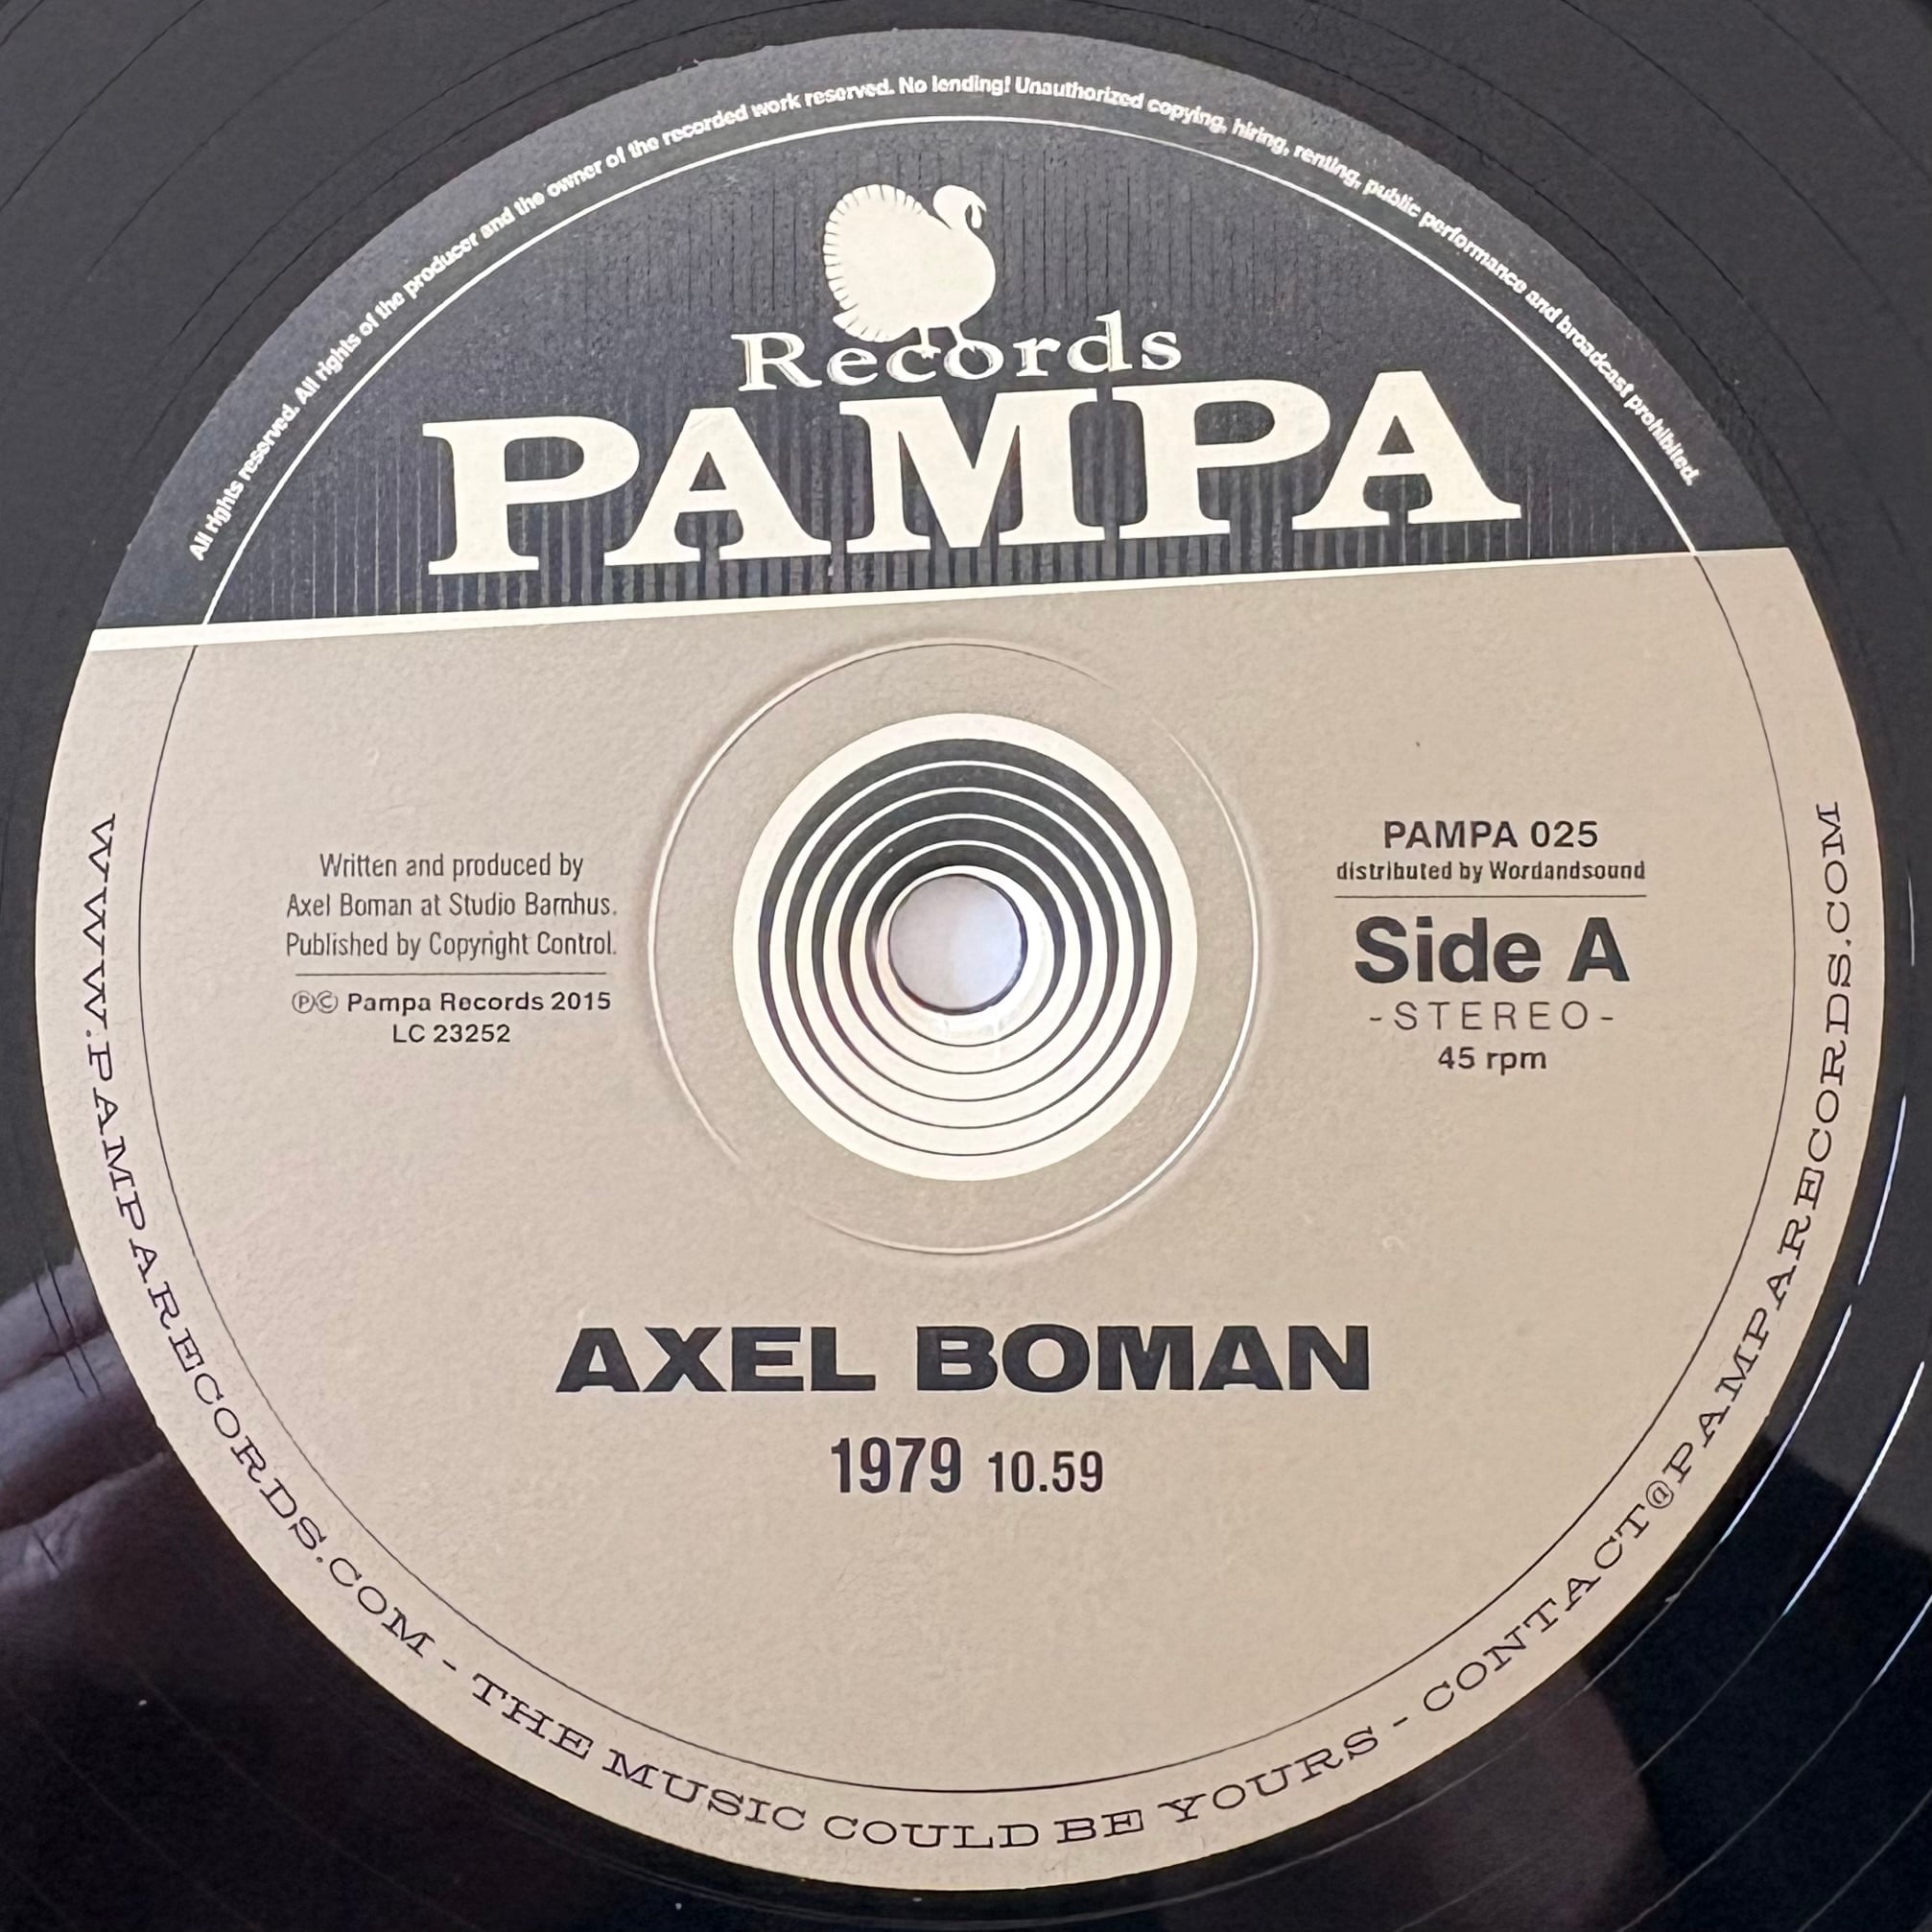 All rights reserved. All rights of the producer and the owner of the recorded work reserved. No lending! Unauthorized copying, hiring, renting, public performance and broadcast prohibited.
Records
PAMPA
Written and produced by
Axel Boman at Studio Barnhus.
Published by Copyright Control.
ⓅⒸ Pampa Records 2015
LC 23252
PAMPA 025
distributed by Wordandsound
Side A
-STEREO-
45 rpm
AXEL BOMAN
1979 10.59
WWW.PAMPARECORDS.COM - THE MUSIC COULD BE YOURS - CONTACT@PAMPARECORDS.COM